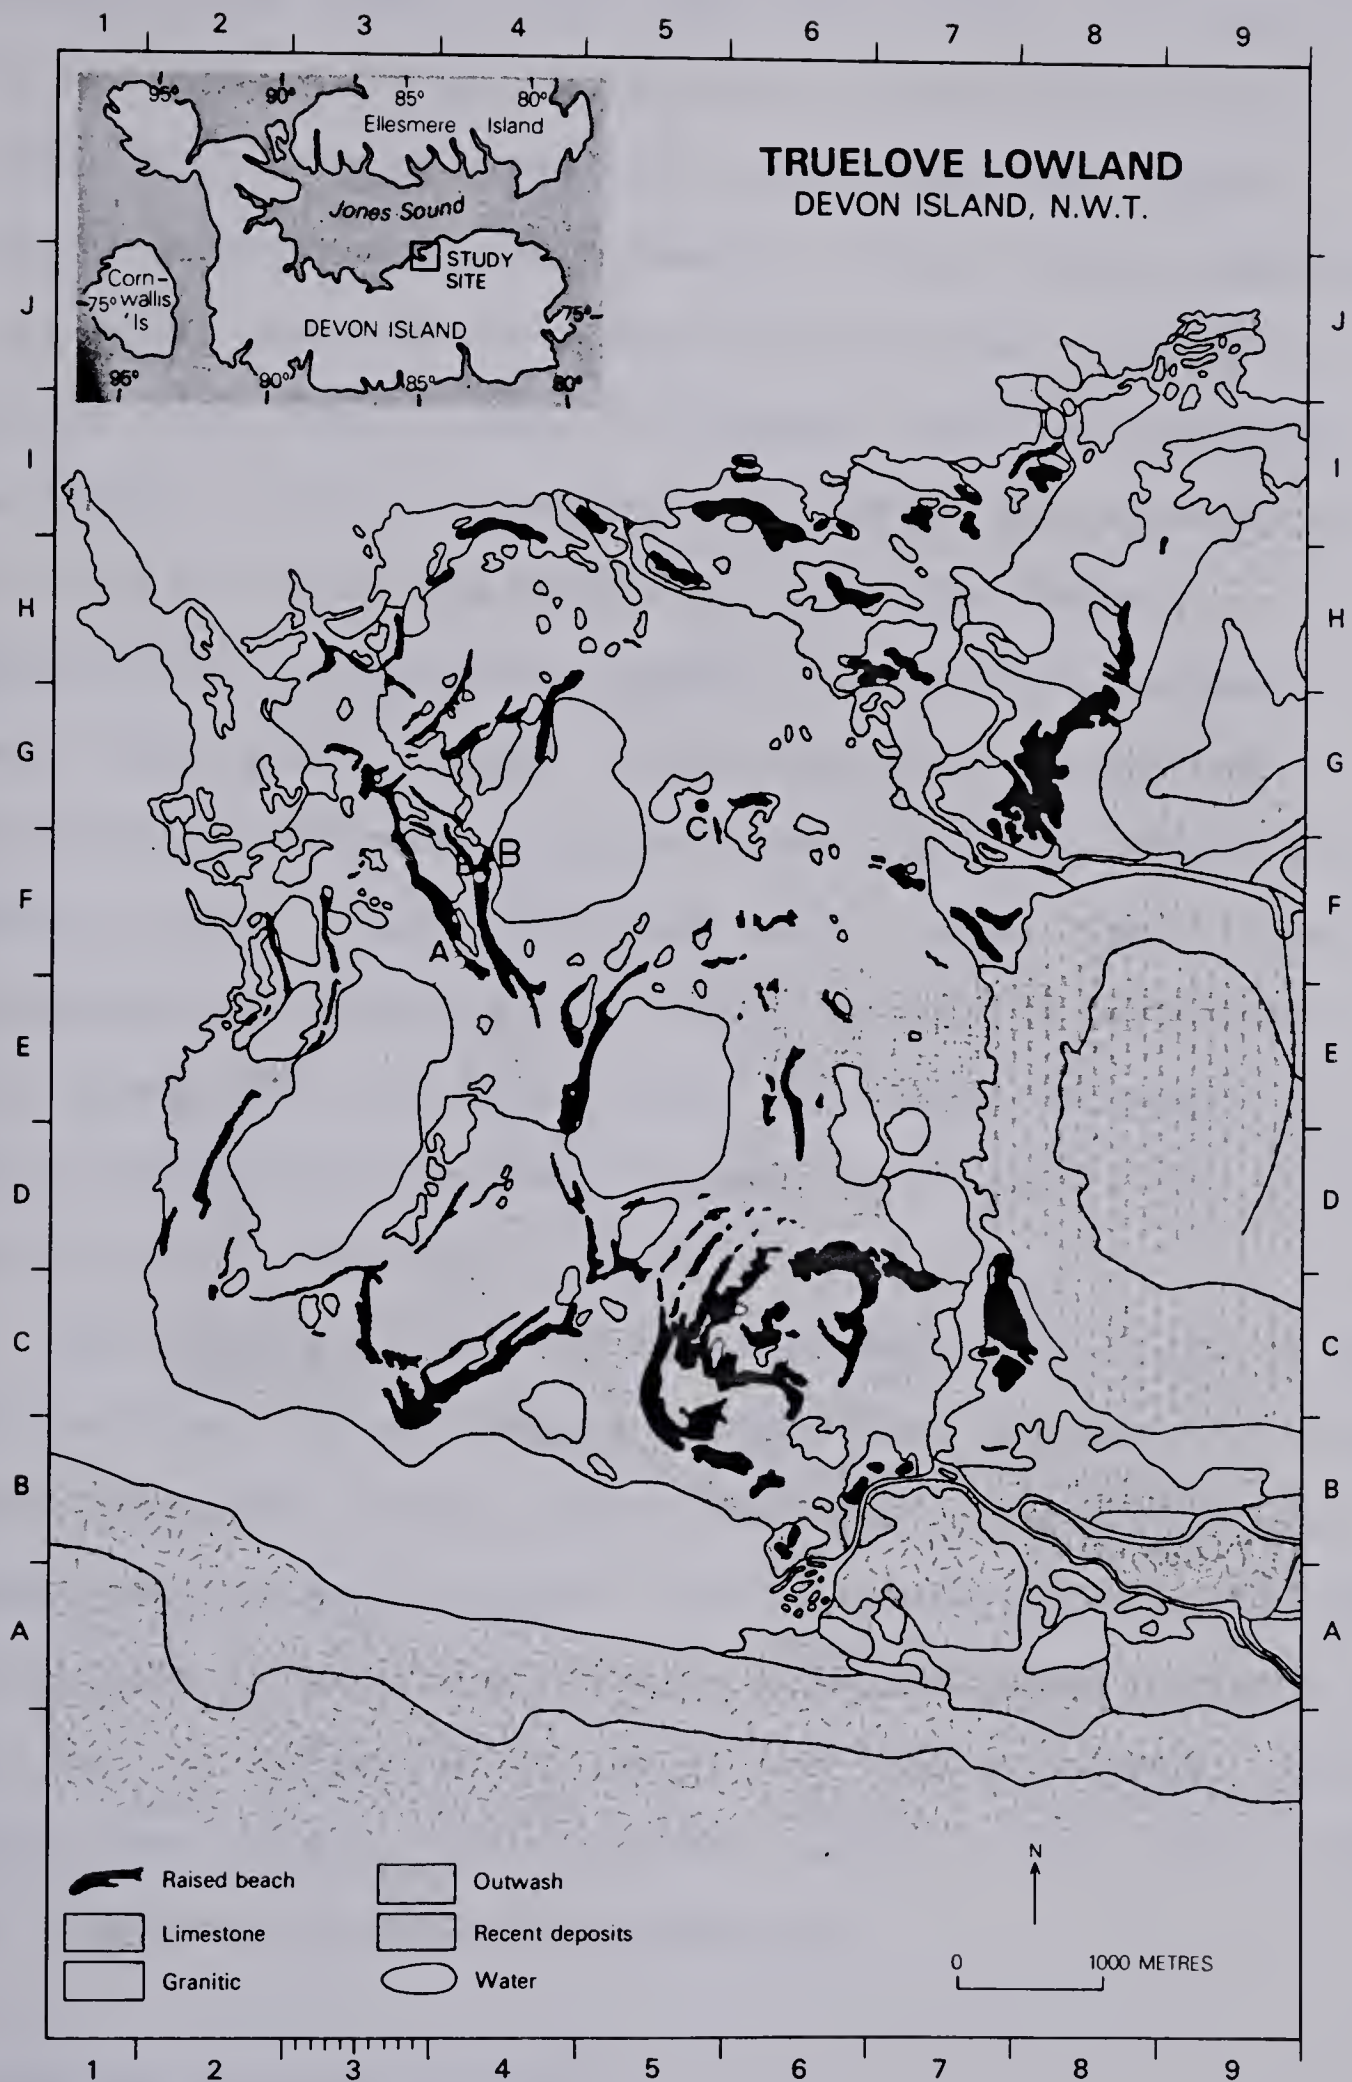 1 2 3 4 5 6 7 8 9
95° 90° 85° 80°
Ellesmere Island
TRUELOVE LOWLAND
DEVON ISLAND, N.W.T.
Jones Sound
STUDY
SITE
Corn-
75° wallis
Is
75°
DEVON ISLAND
95° 90° 85° 80°
J J
I I
H H
G G
C
B
F F
A
E E
D D
C C
B B
A A
N
Raised beach Outwash
Limestone Recent deposits
Granitic Water
0 1000 METRES
1 2 3 4 5 6 7 8 9